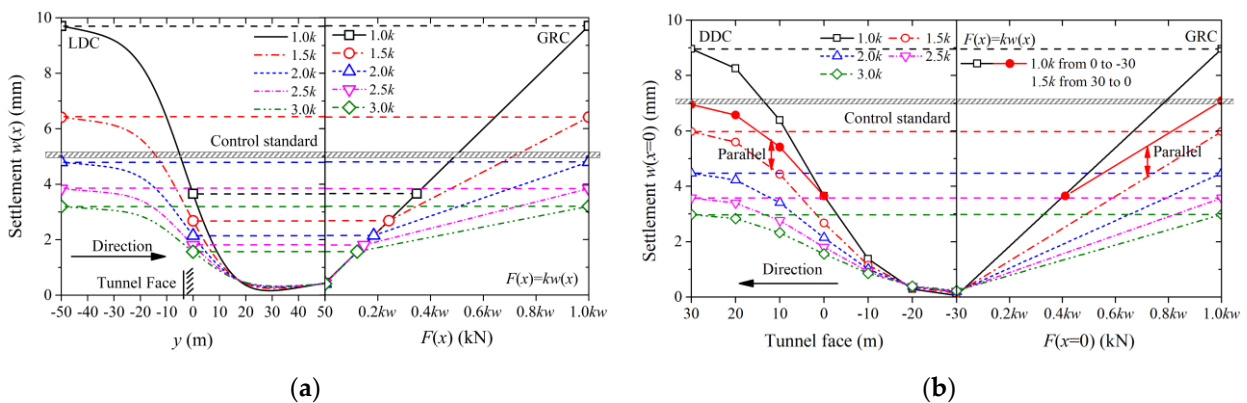 LDC
GRC
1.0k
1.0k
1.5k
1.5k
2.0k
2.0k
2.5k
2.5k
3.0k
3.0k
Control standard
Direction
Tunnel Face
F(x)=kw(x)
Settlement w(x) (mm)
10
8
6
4
2
0
-50 -40 -30 -20 -10 0 10 20 30 40 50
0.2kw 0.4kw 0.6kw 0.8kw 1.0kw
y (m)
F(x) (kN)
(a)
DDC
GRC
1.0k 1.5k
2.0k 2.5k
3.0k
F(x)=kw(x)
1.0k from 0 to -30
1.5k from 30 to 0
Control standard
Parallel
Parallel
Direction
Settlement w(x=0) (mm)
10
8
6
4
2
0
30 20 10 0 -10 -20 -30
0.2kw 0.4kw 0.6kw 0.8kw 1.0kw
Tunnel face (m)
F(x=0) (kN)
(b)